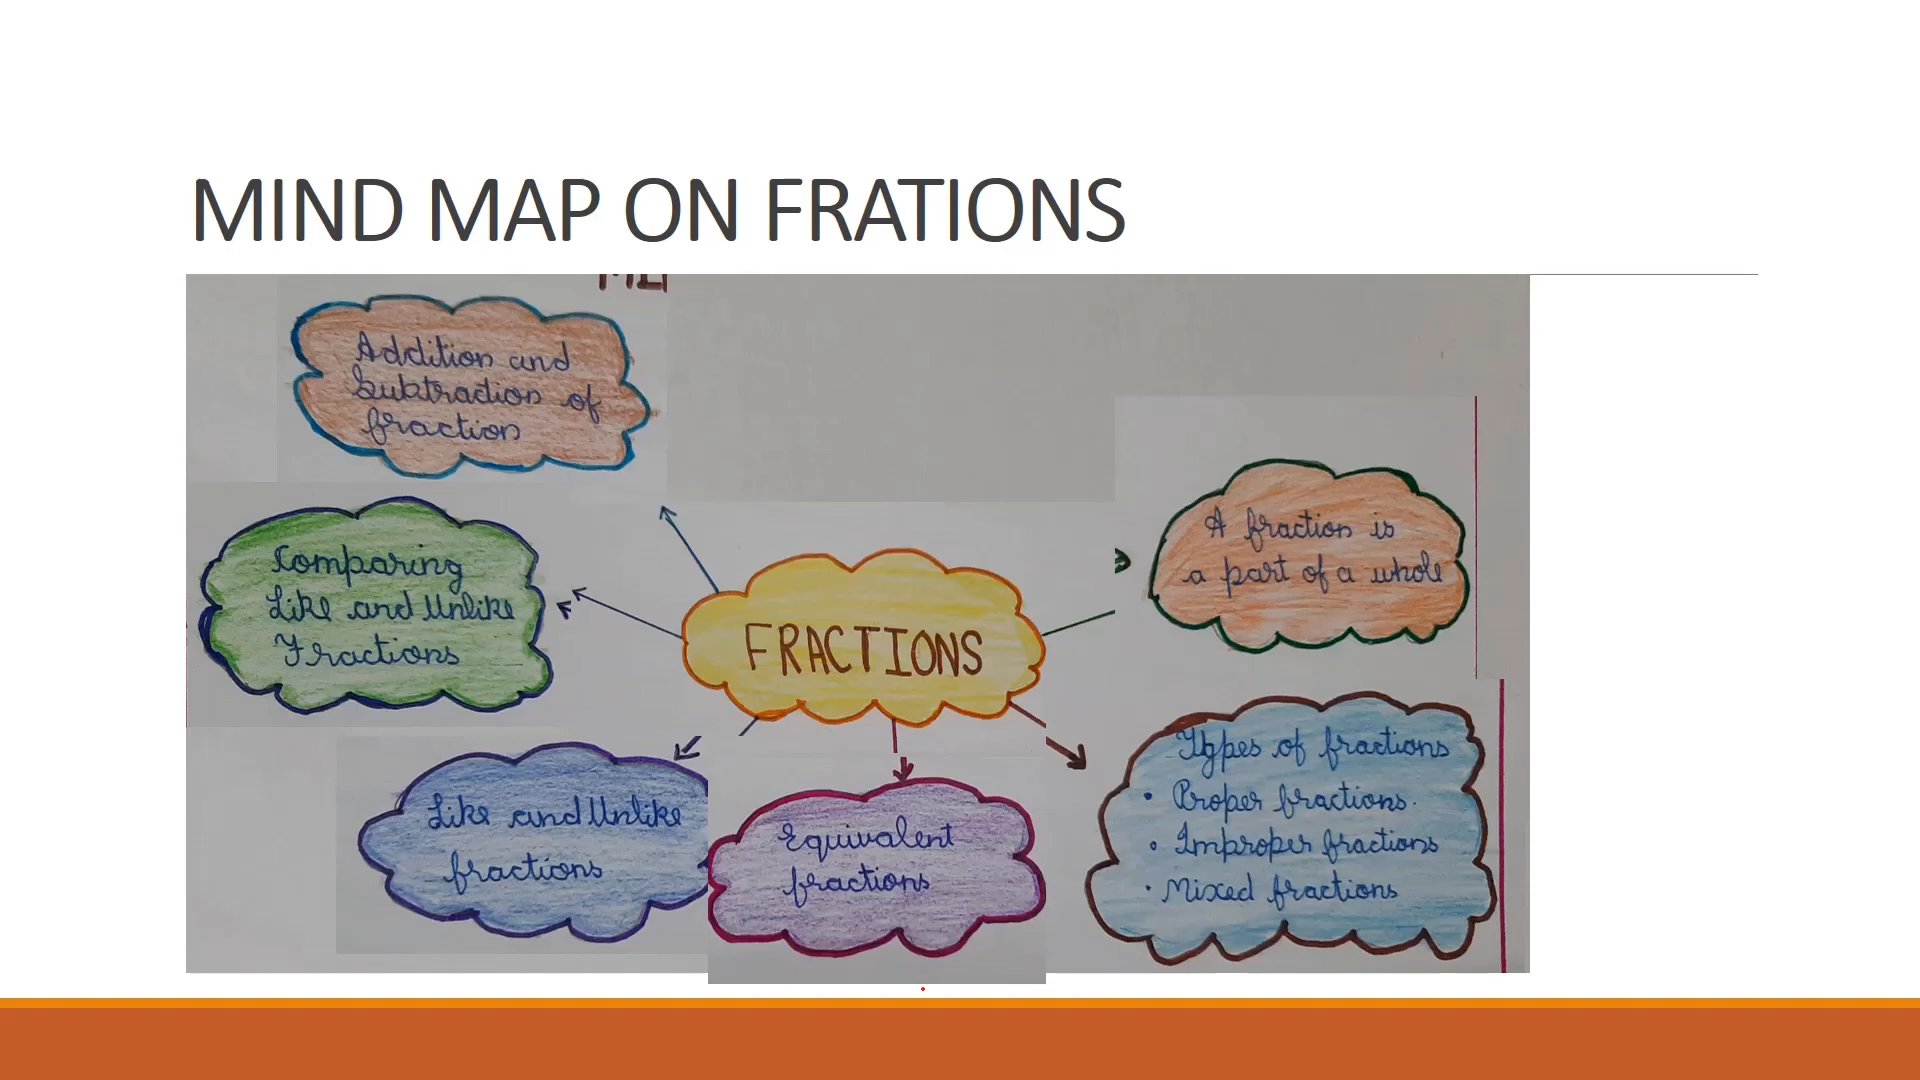 MIND MAP ON FRATIONS
Addition and
Subtraction of
fraction
Comparing
Like and Unlike
Fractions
FRACTIONS
A fraction is
a part of a whole
Like and Unlike
fractions
Equivalent
fractions
Types of fractions
• Proper fractions.
• Improper fractions
• Mixed fractions